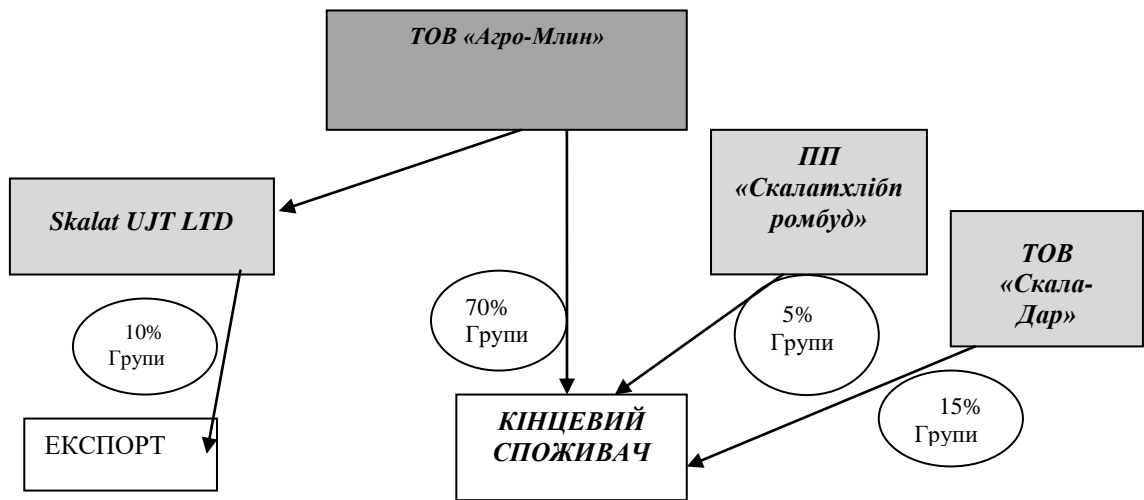 ТОВ «Агро-Млин»
ПП
«Скалатхлібп
ромбуд»
Skalat UJT LTD
ТОВ
«Скала-
Дар»
10%
Групи
70%
Групи
5%
Групи
15%
Групи
ЕКСПОРТ
КІНЦЕВИЙ
СПОЖИВАЧ